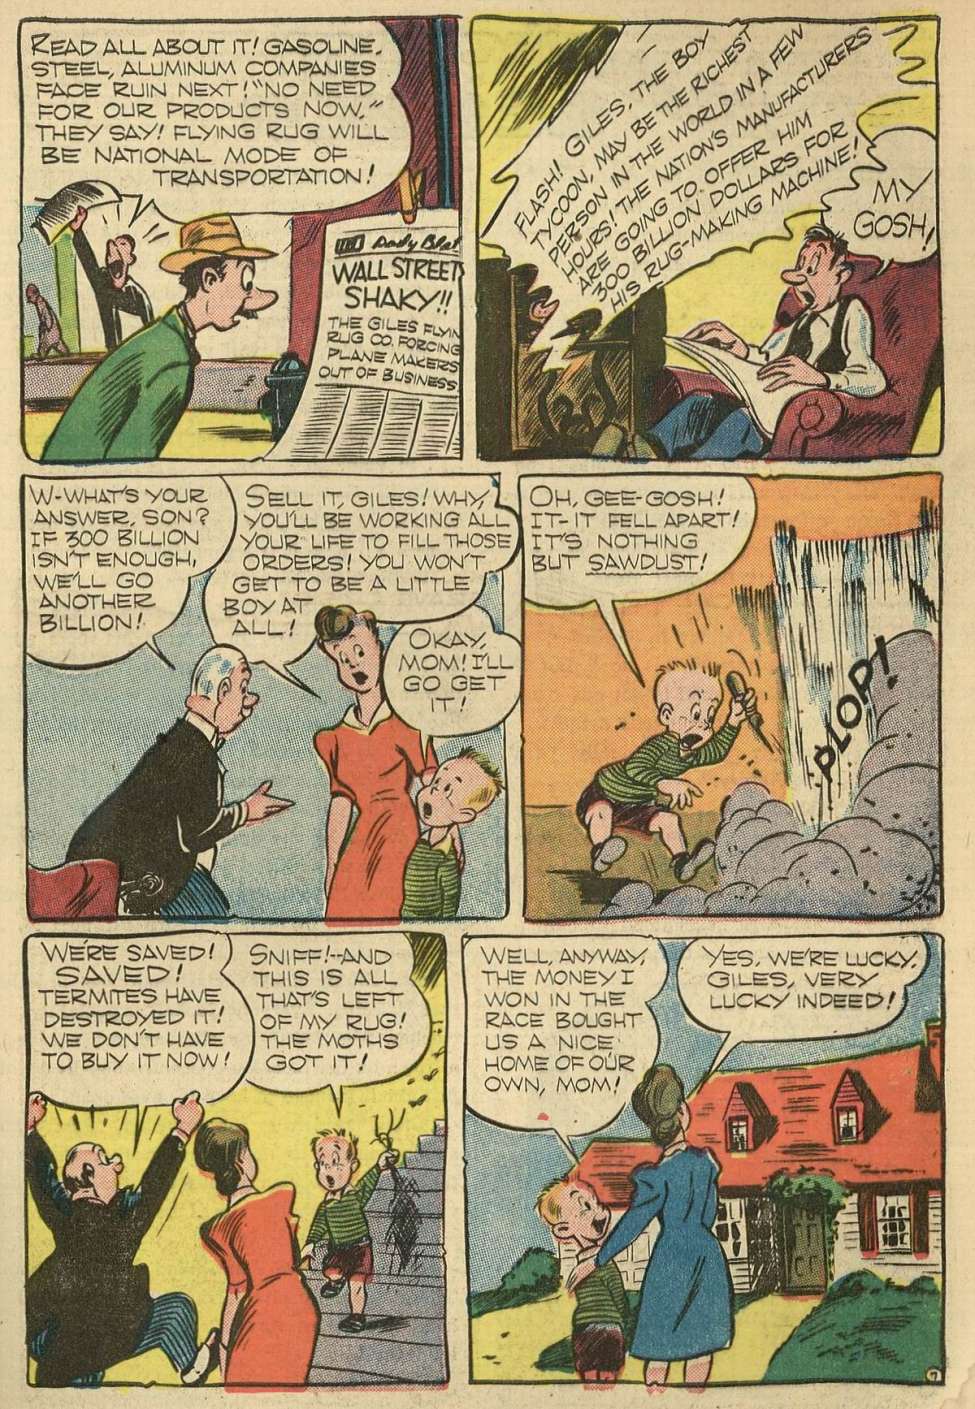 READ ALL ABOUT IT! GASOLINE,
STEEL, ALUMINUM COMPANIES
FACE RUIN NEXT! "NO NEED
FOR OUR PRODUCTS NOW,"
THEY SAY! FLYING RUG WILL
BE NATIONAL MODE OF
TRANSPORTATION!
Daily Blat
WALL STREET
SHAKY!!
THE GILES FLYIN
RUG CO. FORCING
PLANE MAKERS
OUT OF BUSINESS
FLASH! GILES, THE BOY
TYCOON, MAY BE THE RICHEST
PERSON IN THE WORLD IN A FEW
HOURS! THE NATION'S MANUFACTURERS
ARE GOING TO OFFER HIM
300 BILLION DOLLARS FOR
HIS RUG-MAKING MACHINE!
MY
GOSH!
W-WHAT'S YOUR
ANSWER, SON?
IF 300 BILLION
ISN'T ENOUGH,
WE'LL GO
ANOTHER
BILLION!
SELL IT, GILES! WHY,
YOU'LL BE WORKING ALL
YOUR LIFE TO FILL THOSE
ORDERS! YOU WON'T
GET TO BE A LITTLE
BOY AT
ALL!
OKAY,
MOM! I'LL
GO GET
IT!
OH, GEE-GOSH!
IT-IT FELL APART!
IT'S NOTHING
BUT SAWDUST!
PLOP!
WE'RE SAVED!
SAVED!
TERMITES HAVE
DESTROYED IT!
WE DON'T HAVE
TO BUY IT NOW!
SNIFF!--AND
THIS IS ALL
THAT'S LEFT
OF MY RUG!
THE MOTHS
GOT IT!
WELL, ANYWAY,
THE MONEY I
WON IN THE
RACE BOUGHT
US A NICE
HOME OF OUR
OWN, MOM!
YES, WE'RE LUCKY,
GILES, VERY
LUCKY INDEED!
7